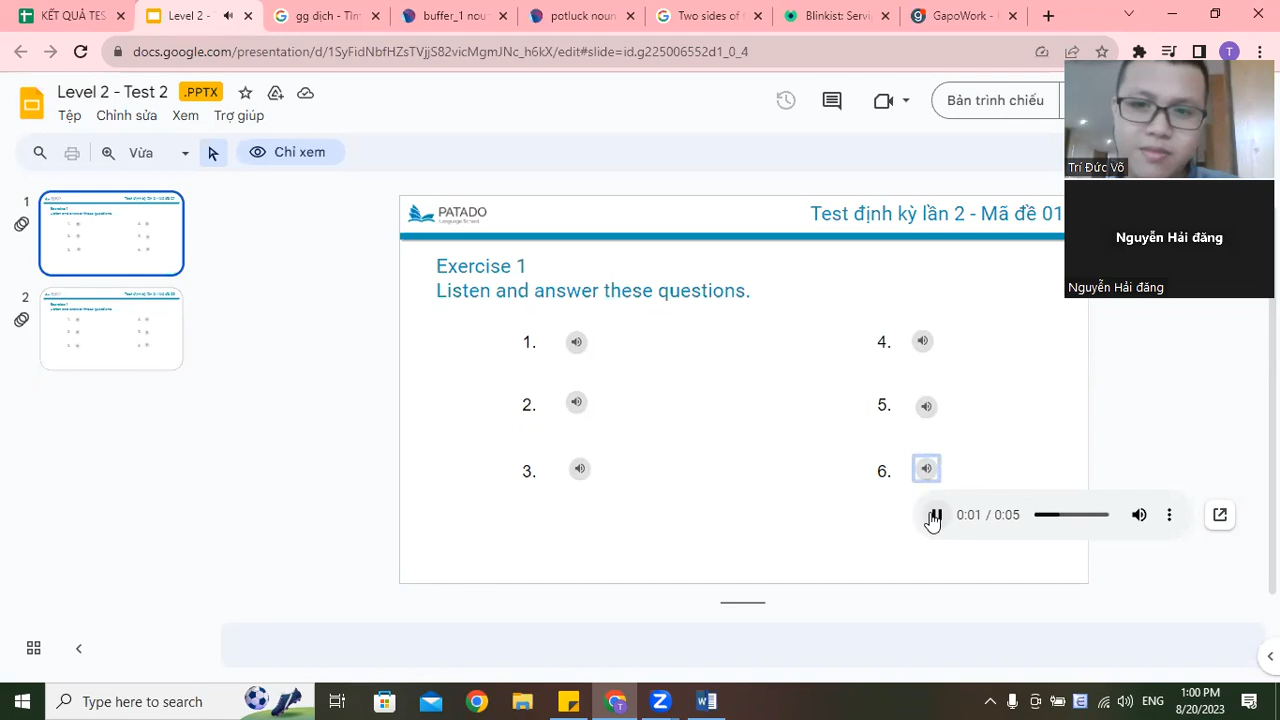 KẾT QUẢ TES
Level 2 -
gg dịch - Tìm
buffer_1 nou
potluck noun
Two sides of t
Blinkist: Servi
GapoWork -
docs.google.com/presentation/d/1SyFidNbfHZsTVjjS82vicMgmJNc_h6kX/edit#slide=id.g225006552d1_0_4
T
Level 2 - Test 2
.PPTX
Bản trình chiếu
Tệp Chỉnh sửa Xem Trợ giúp
Vừa
Chỉ xem
Trí Đức Võ
Nguyễn Hải đăng
Nguyễn Hải đăng
1
2
PATADO
Language School
Test định kỳ lần 2 - Mã đề 01
Exercise 1
Listen and answer these questions.
1.
2.
3.
4.
5.
6.
0:01 / 0:05
Type here to search
ENG
1:00 PM
8/20/2023